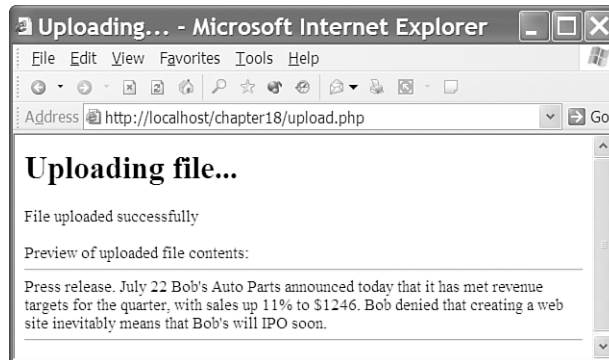 Uploading... - Microsoft Internet Explorer
File Edit View Favorites Tools Help
Address http://localhost/chapter18/upload.php Go
Uploading file...
File uploaded successfully
Preview of uploaded file contents:
Press release. July 22 Bob's Auto Parts announced today that it has met revenue
targets for the quarter, with sales up 11% to $1246. Bob denied that creating a web
site inevitably means that Bob's will IPO soon.